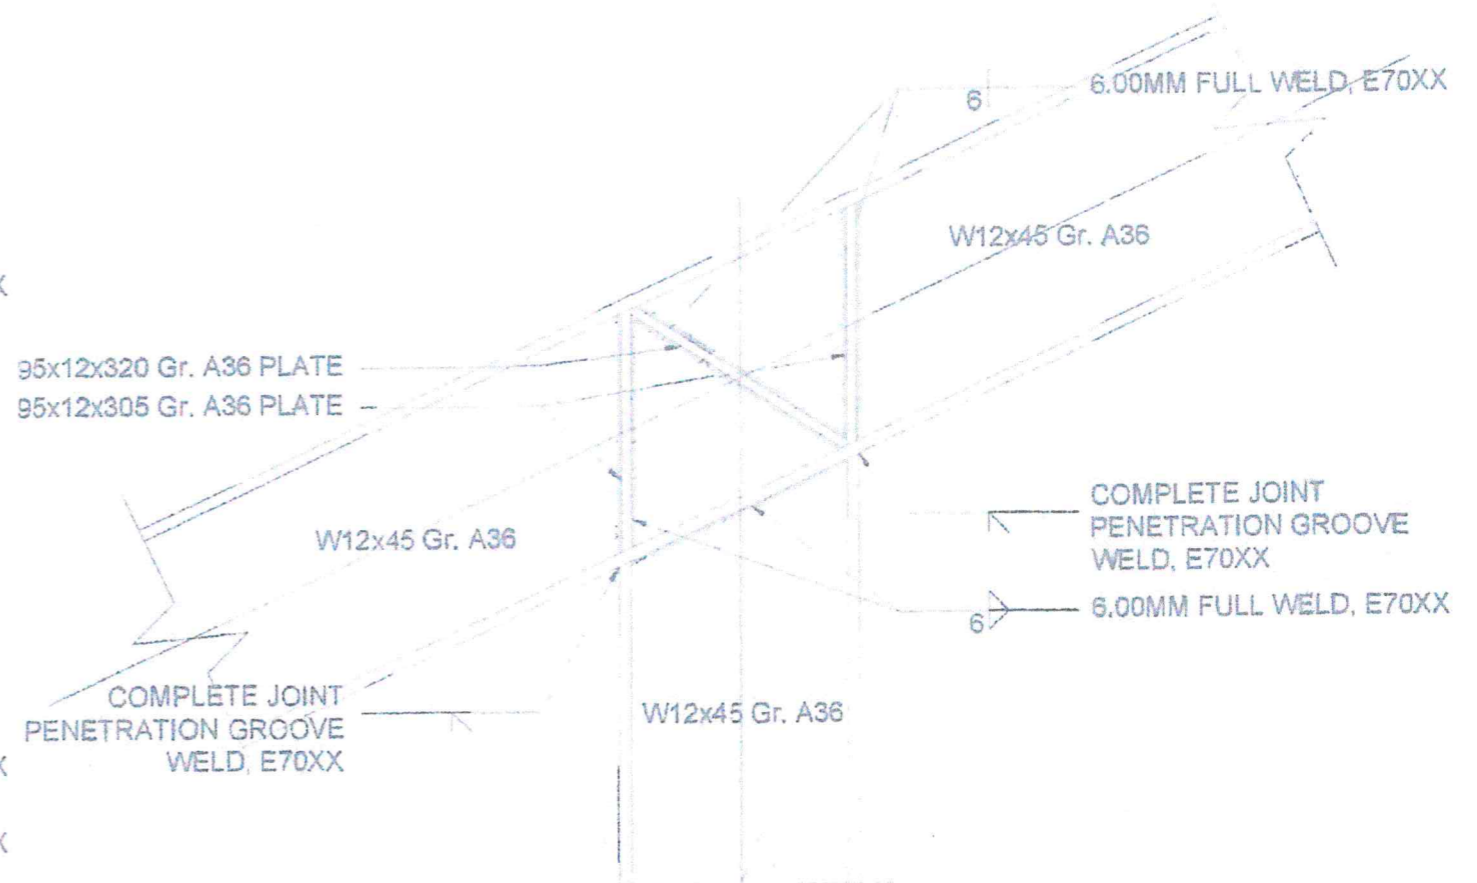 6.00MM FULL WELD, E70XX
6
W12x45 Gr. A36
X
95x12x320 Gr. A36 PLATE
95x12x305 Gr. A36 PLATE
W12x45 Gr. A36
COMPLETE JOINT
PENETRATION GROOVE
WELD, E70XX
6.00MM FULL WELD, E70XX
6
COMPLETE JOINT
PENETRATION GROOVE
WELD, E70XX
W12x45 Gr. A36
X
X